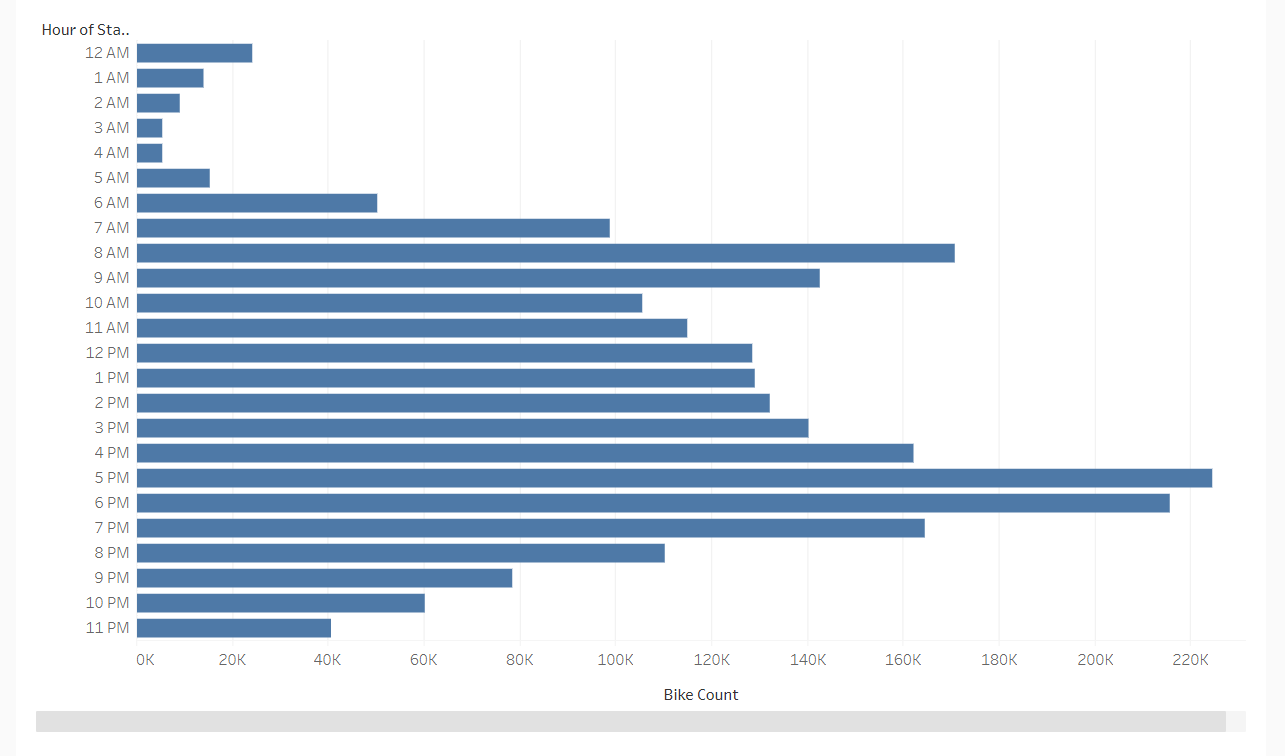 Hour of Sta..
12 AM
1 AM
2 AM
3 AM
4 AM
5 AM
6 AM
7 AM
8 AM
9 AM
10 AM
11 AM
12 PM
1 PM
2 PM
3 PM
4 PM
5 PM
6 PM
7 PM
8 PM
9 PM
10 PM
11 PM
0K 20K 40K 60K 80K 100K 120K 140K 160K 180K 200K 220K
Bike Count